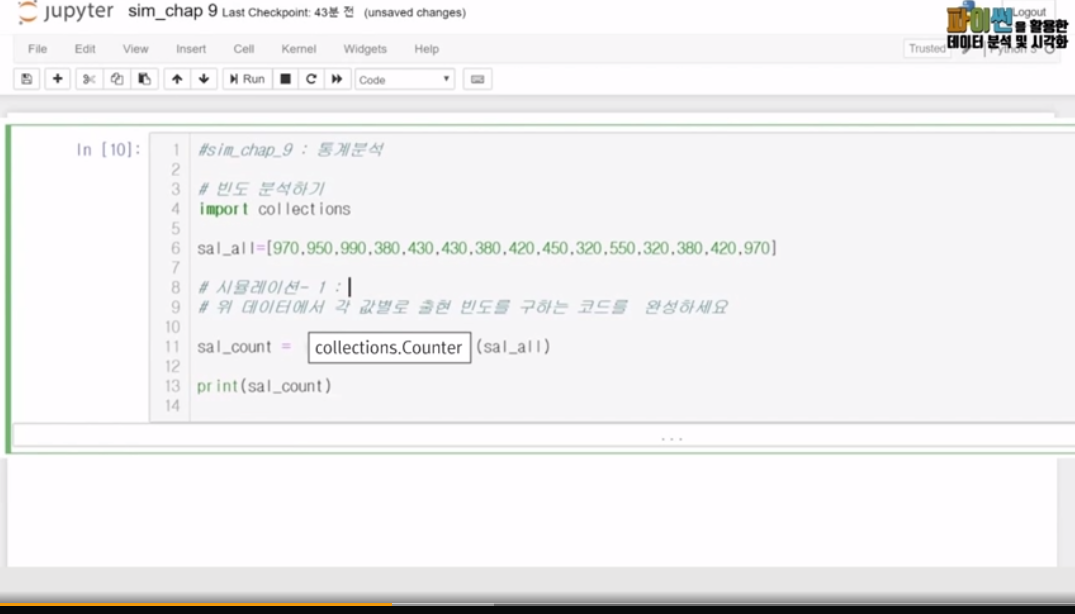 jupyter sim_chap 9 Last Checkpoint: 43분 전 (unsaved changes)
Logout
파이썬을 활용한
데이터 분석 및 시각화
File Edit View Insert Cell Kernel Widgets Help
Trusted
Python 3
Run Code
In [10]:
1 #sim_chap_9 : 통계분석
2
3 # 빈도 분석하기
4 import collections
5
6 sal_all=[970,950,990,380,430,430,380,420,450,320,550,320,380,420,970]
7
8 # 시뮬레이션- 1 :
9 # 위 데이터에서 각 값별로 출현 빈도를 구하는 코드를 완성하세요
10
11 sal_count = collections.Counter (sal_all)
12
13 print(sal_count)
14
...